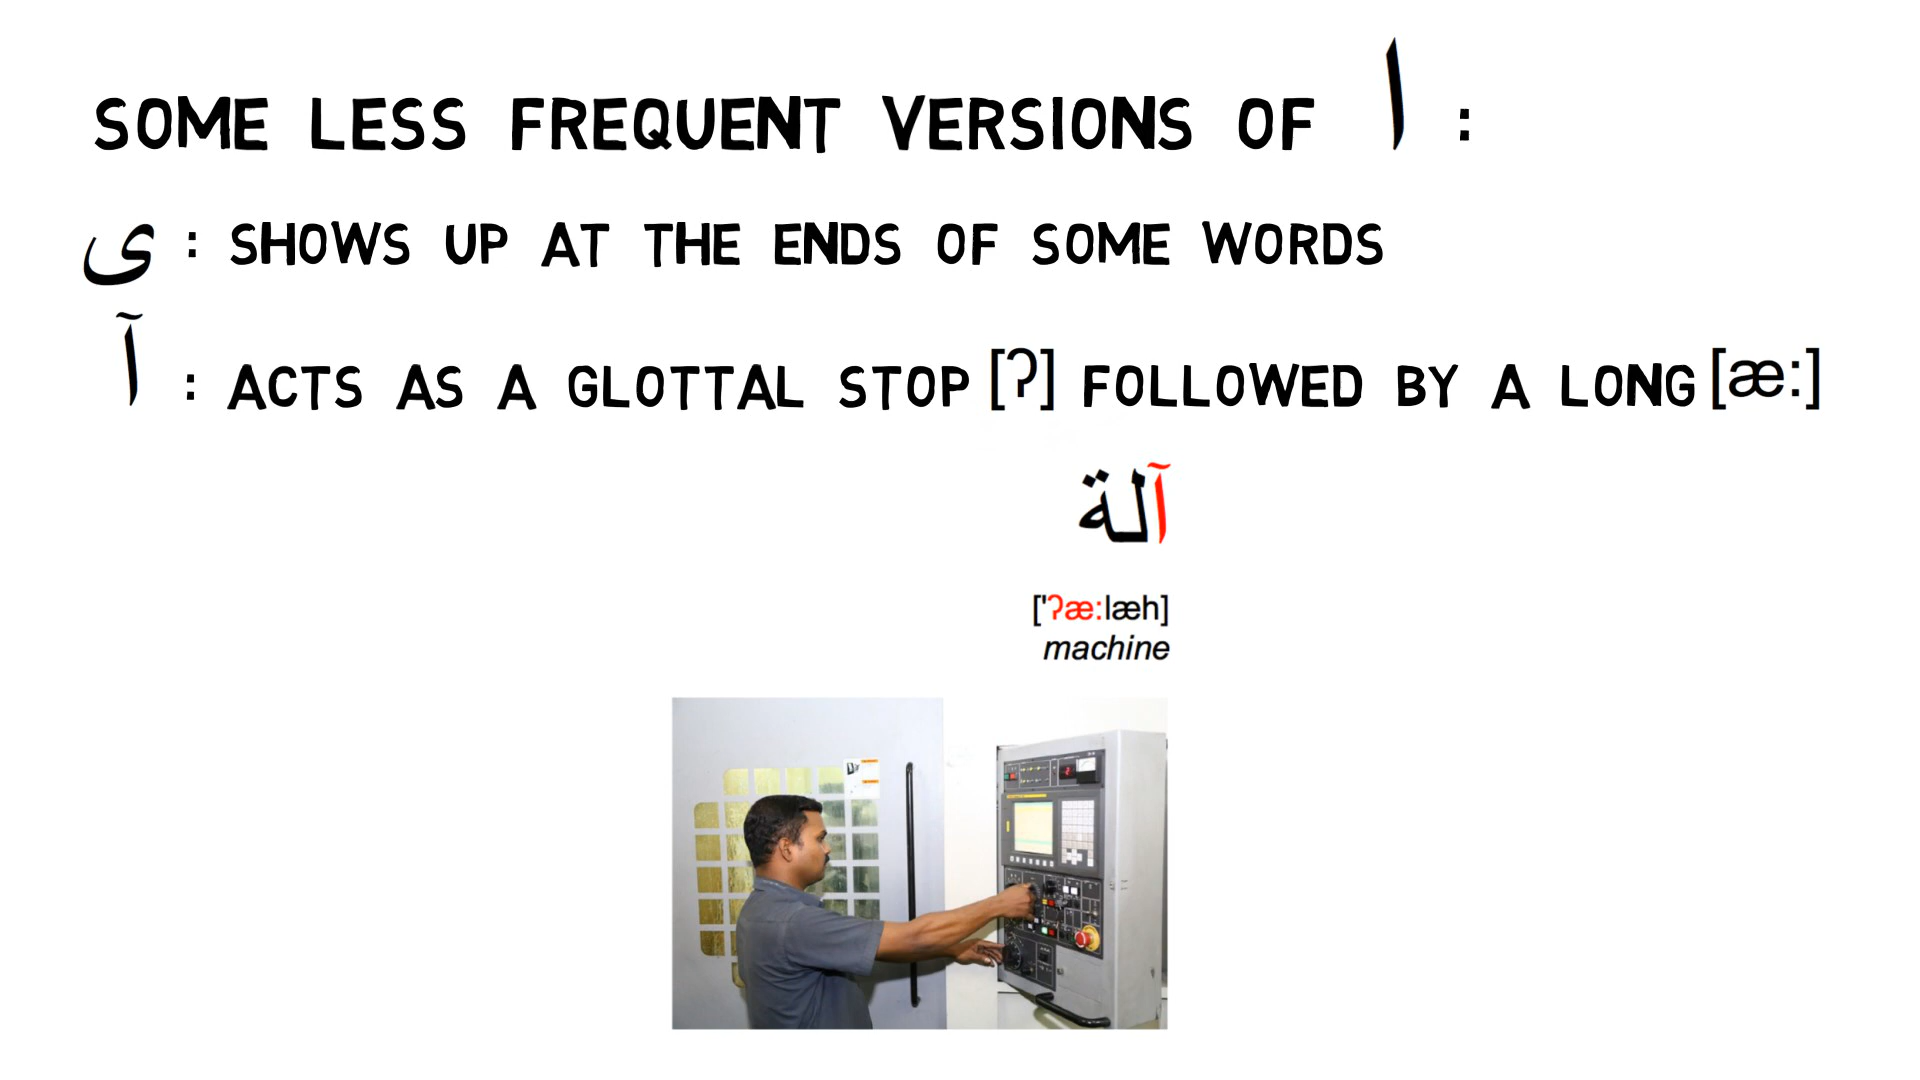 SOME LESS FREQUENT VERSIONS OF ا :
ى : SHOWS UP AT THE ENDS OF SOME WORDS
آ : ACTS AS A GLOTTAL STOP [ʔ] FOLLOWED BY A LONG [æ:]
آلة
['ʔæ:læh]
machine